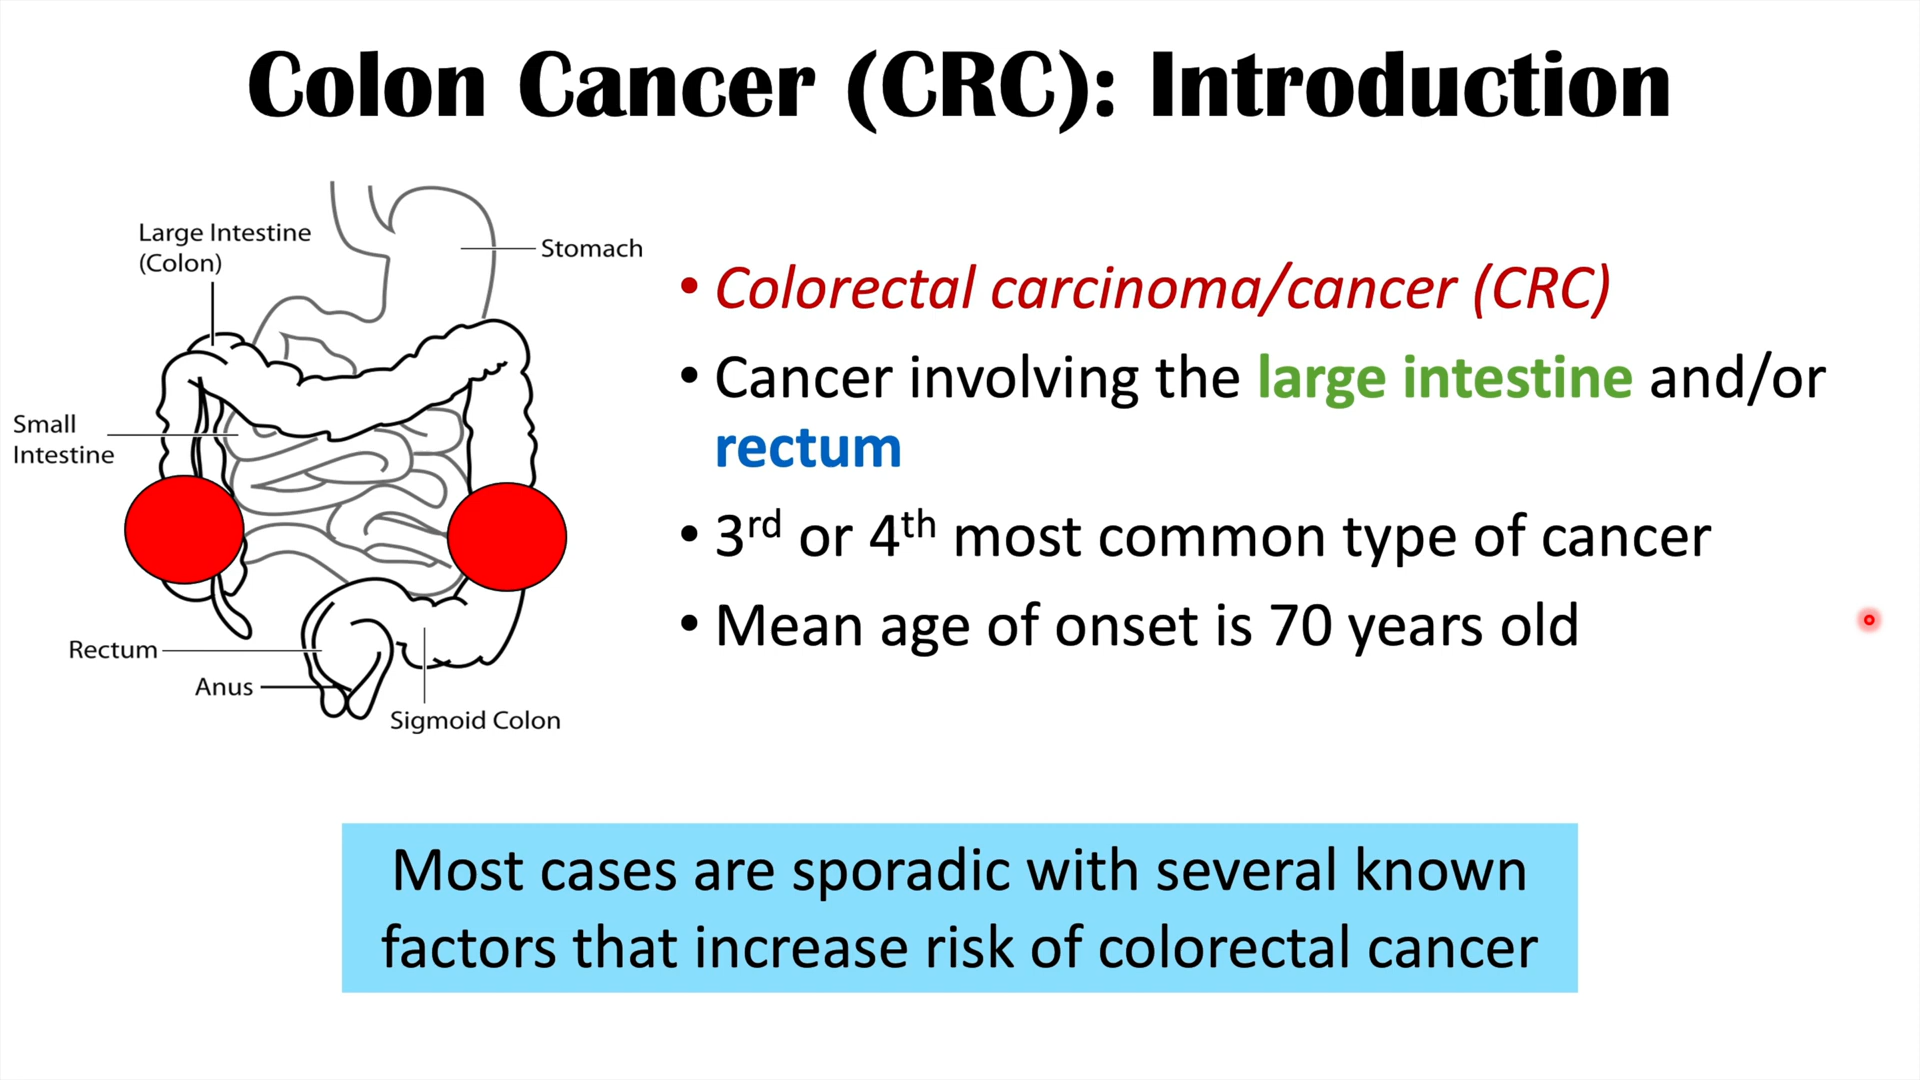 Colon Cancer (CRC): Introduction
Large Intestine
(Colon)
Stomach
Small
Intestine
Rectum
Anus
Sigmoid Colon
• Colorectal carcinoma/cancer (CRC)
• Cancer involving the large intestine and/or
rectum
• 3rd or 4th most common type of cancer
• Mean age of onset is 70 years old
Most cases are sporadic with several known
factors that increase risk of colorectal cancer